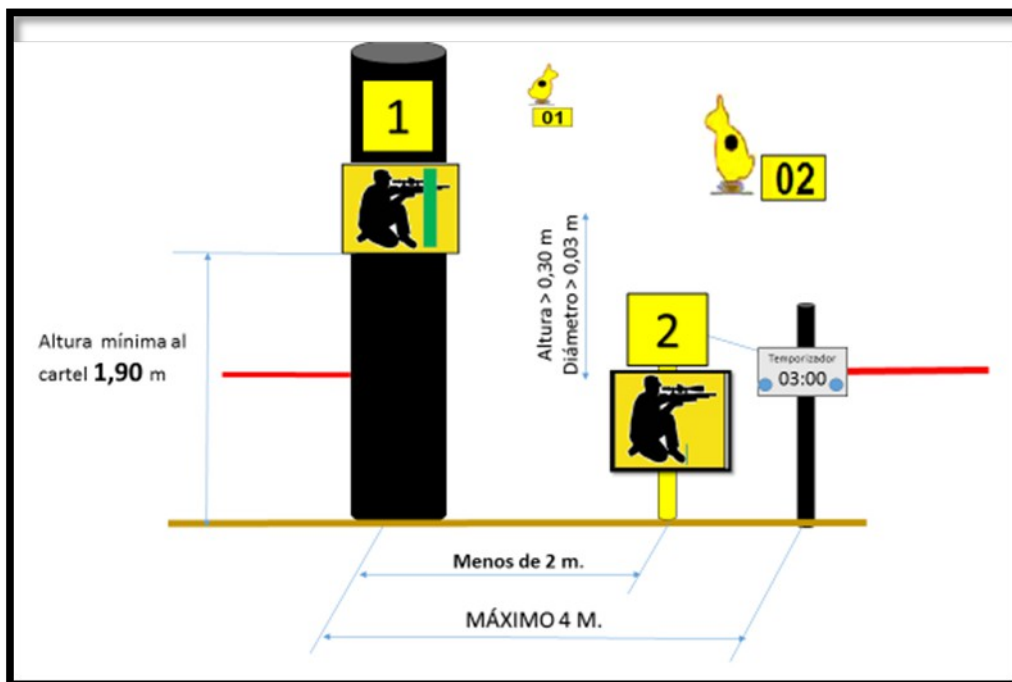 1
01
02
Altura > 0,30 m
Diámetro > 0,03 m
2
Temporizador
03:00
Altura mínima al
cartel 1,90 m
Menos de 2 m.
MÁXIMO 4 M.